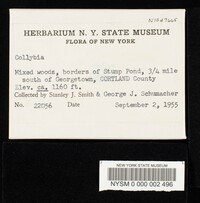 HERBARIUM N. Y. STATE MUSEUM
FLORA OF NEW YORK
Collybia
Mixed woods, borders of Stump Pond, 3/4 mile
south of Georgetown, CORTLAND County
Elev. ca. 1160 ft.
Collected by Stanley J. Smith & George J. Schumacher
No. 22056 Date September 2, 1955
NEW YORK STATE MUSEUM
NYSM 0 000 002 496